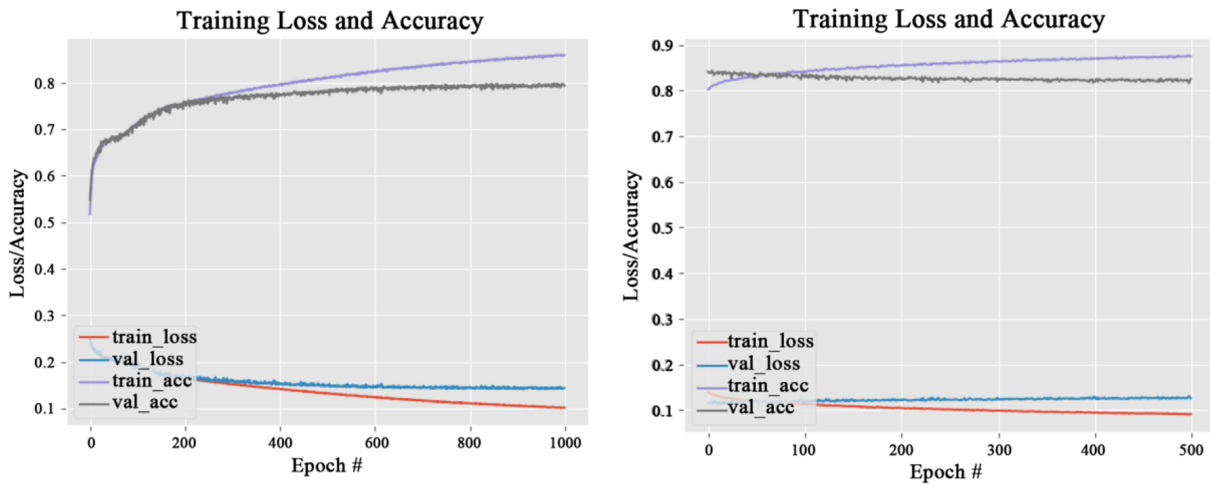 Training Loss and Accuracy
Loss/Accuracy
0.8
0.7
0.6
0.5
0.4
0.3
0.2
0.1
train_loss
val_loss
train_acc
val_acc
0 200 400 600 800 1000
Epoch #
Training Loss and Accuracy
Loss/Accuracy
0.9
0.8
0.7
0.6
0.5
0.4
0.3
0.2
0.1
train_loss
val_loss
train_acc
val_acc
0 100 200 300 400 500
Epoch #